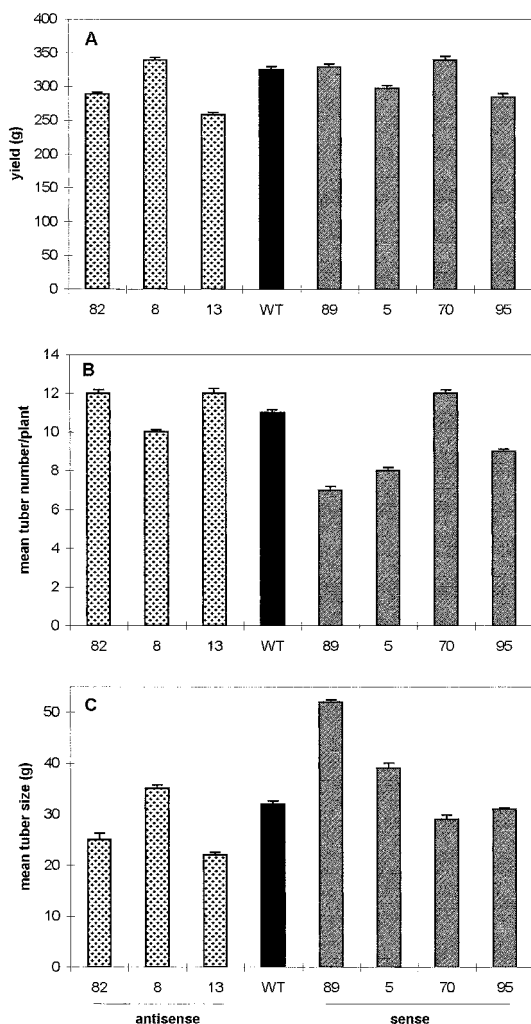 A
yield (g)
400
350
300
250
200
150
100
50
0
82 8 13 WT 89 5 70 95
B
mean tuber number/plant
14
12
10
8
6
4
2
0
82 8 13 WT 89 5 70 95
C
mean tuber size (g)
50
40
30
20
10
0
82 8 13 WT 89 5 70 95
antisense sense